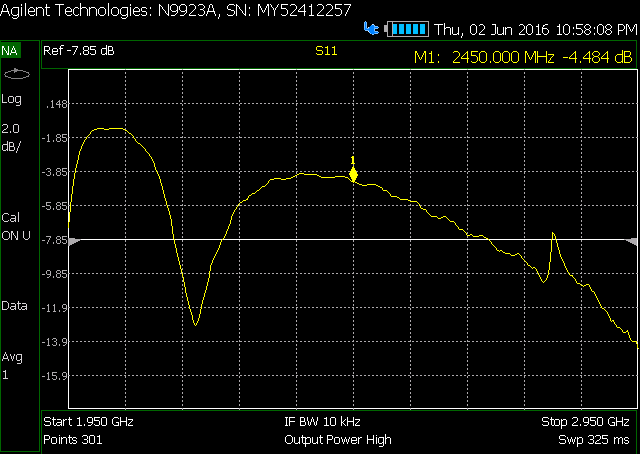 Agilent Technologies: N9923A, SN: MY52412257
Thu, 02 Jun 2016 10:58:08 PM
NA
Ref -7.85 dB
S11
M1: 2450.000 MHz -4.484 dB
Log
2.0
dB/
Cal
ON U
Data
Avg
1
.148
-1.85
-3.85
-5.85
-7.85
-9.85
-11.9
-13.9
-15.9
1
Start 1.950 GHz
IF BW 10 kHz
Stop 2.950 GHz
Points 301
Output Power High
Swp 325 ms